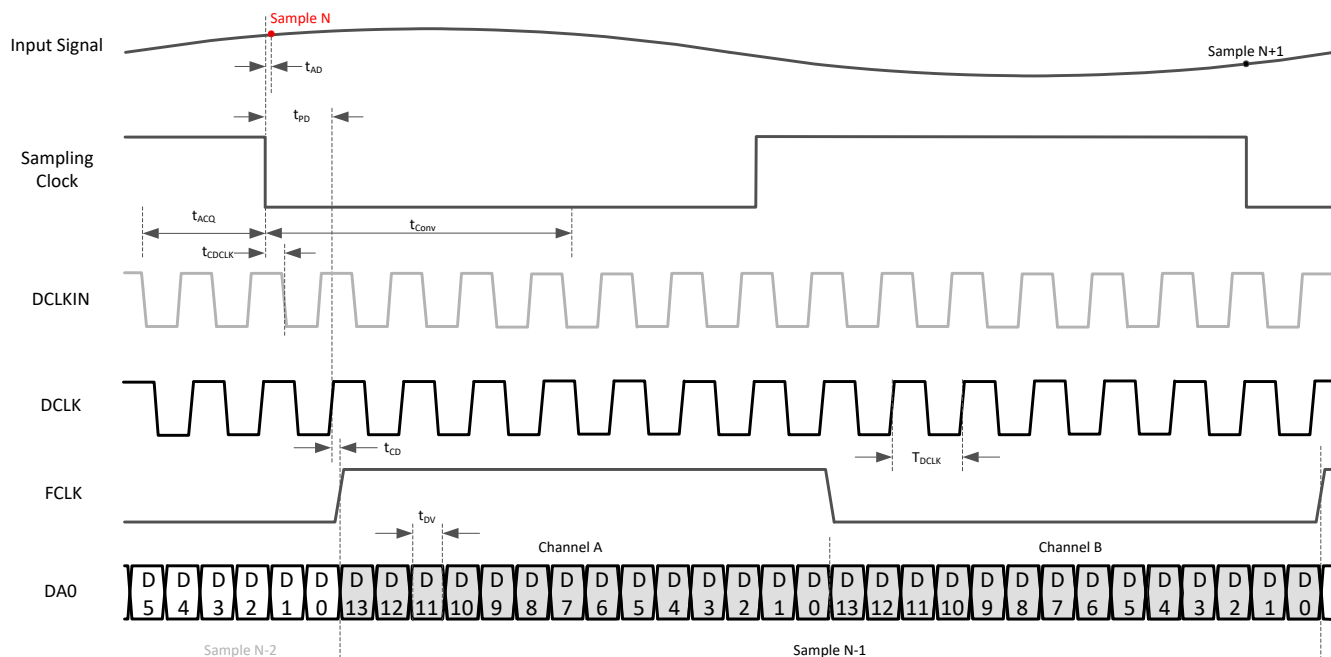 Sample N
Input Signal
Sample N+1
tAD
tPD
Sampling
Clock
tACQ
tConv
tCDCLK
DCLKIN
DCLK
tCD
TDCLK
FCLK
tDV
Channel A
Channel B
DA0
D D D D D D D D D D D D D D D D D D D D D D D D D D D D D D D D D D
5 4 3 2 1 0 13 12 11 10 9 8 7 6 5 4 3 2 1 0 13 12 11 10 9 8 7 6 5 4 3 2 1 0
Sample N-2
Sample N-1